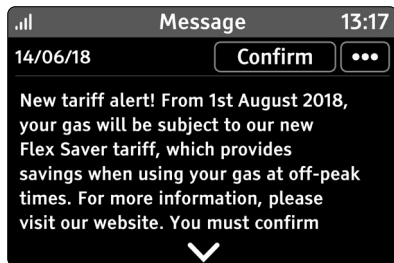 Message 13:17
14/06/18 Confirm
New tariff alert! From 1st August 2018,
your gas will be subject to our new
Flex Saver tariff, which provides
savings when using your gas at off-peak
times. For more information, please
visit our website. You must confirm